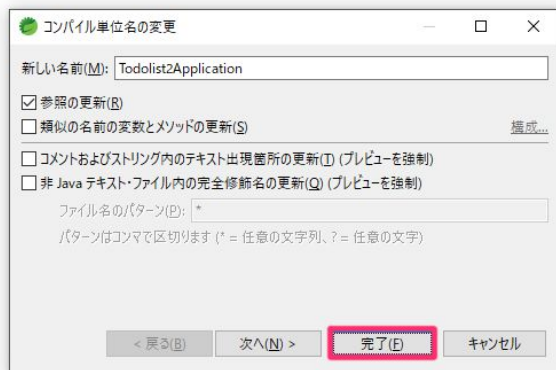 コンパイル単位名の変更
新しい名前(M): Todolist2Application
参照の更新(R)
類似の名前の変数とメソッドの更新(S) 構成...
コメントおよびストリング内のテキスト出現箇所の更新(T) (プレビューを強制)
非 Java テキスト・ファイル内の完全修飾名の更新(Q) (プレビューを強制)
ファイル名のパターン(P): *
パターンはコンマで区切ります (* = 任意の文字列、? = 任意の文字)
< 戻る(B) 次へ(N) > 完了(F) キャンセル